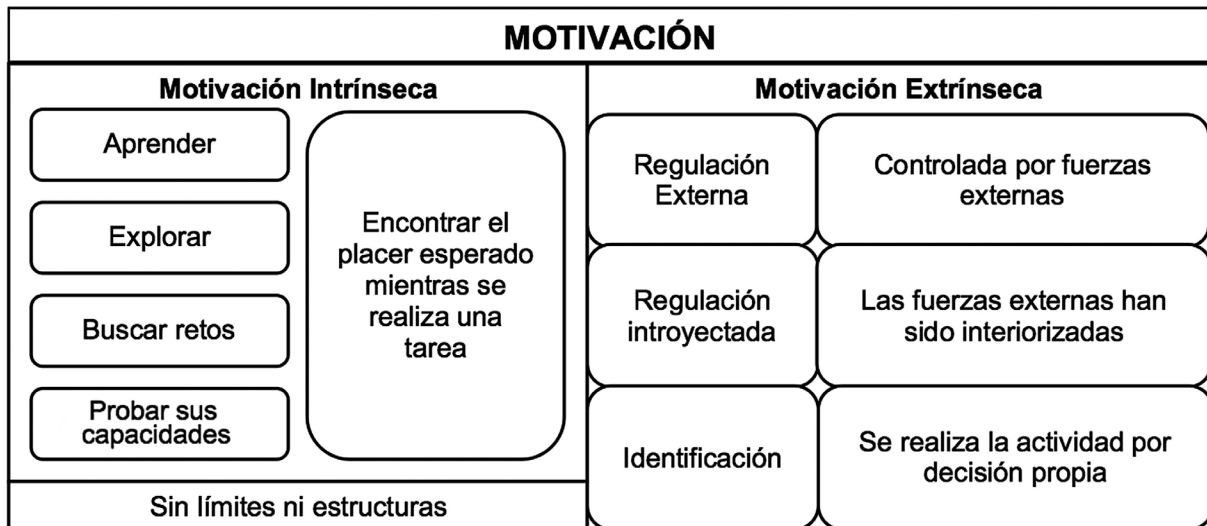 MOTIVACIÓN
Motivación Intrínseca
Aprender
Explorar
Buscar retos
Probar sus
capacidades
Encontrar el
placer esperado
mientras se
realiza una
tarea
Sin límites ni estructuras
Motivación Extrínseca
Regulación
Externa
Controlada por fuerzas
externas
Regulación
introyectada
Las fuerzas externas han
sido interiorizadas
Identificación
Se realiza la actividad por
decisión propia